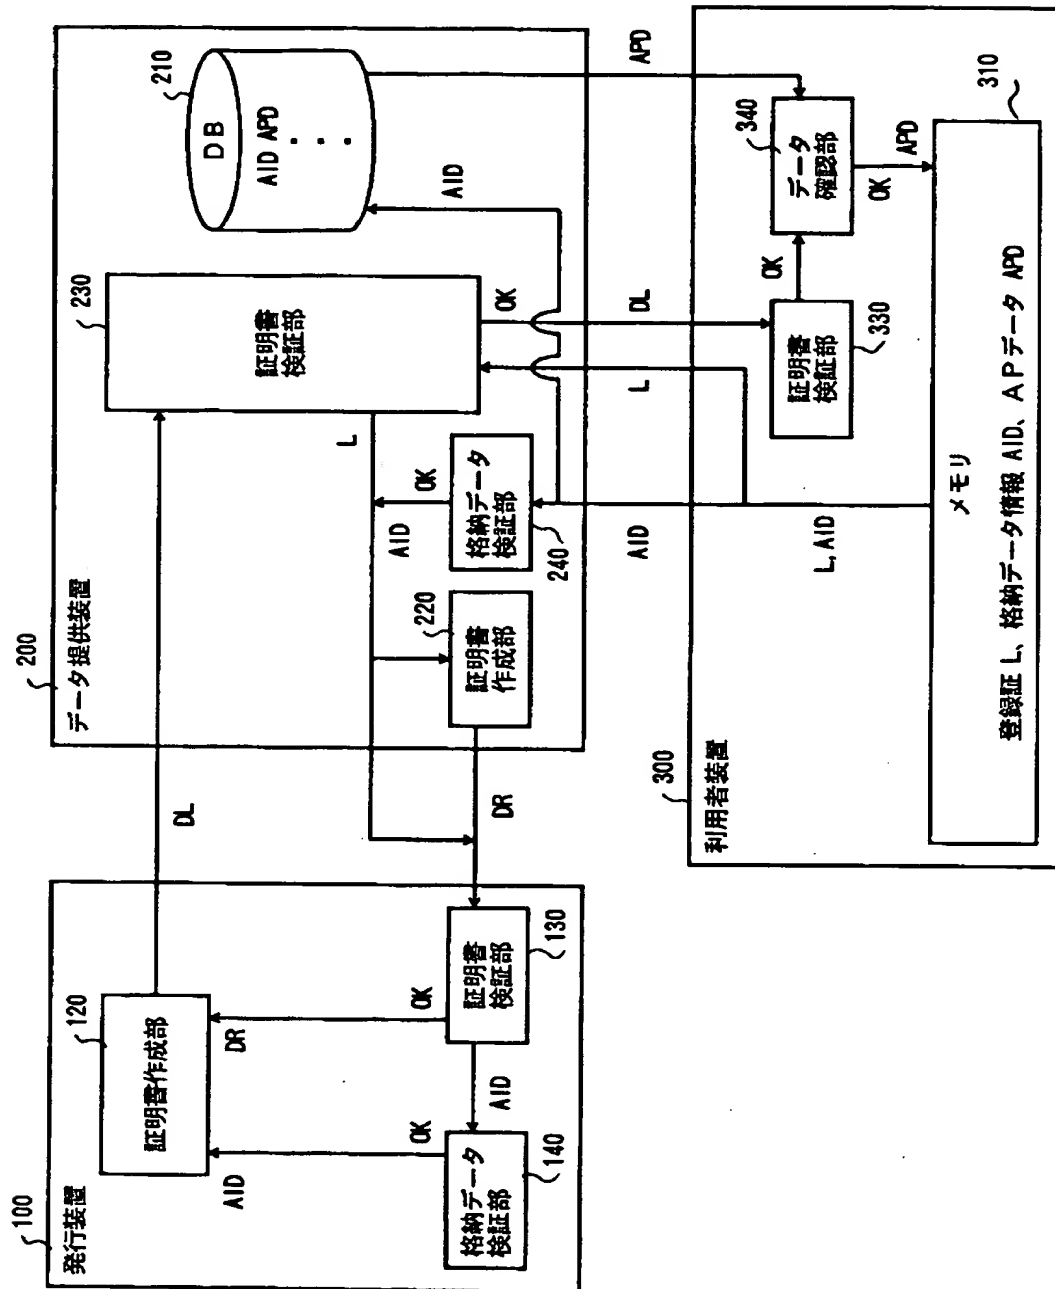 100
発行装置
120
証明書作成部
DR
OK
130
証明書
検証部
AID
OK
AID
140
格納データ
検証部
DL
DR
200
データ提供装置
210
DB
AID APD
230
証明書
検証部
L
OK
AID
OK
AID
格納データ
検証部
240
220
証明書
作成部
L
DL
AID
APD
300
利用者装置
340
データ
確認部
OK
330
証明書
検証部
OK
APD
310
L,AID
メモリ
登録証 L、格納データ情報 AID、APデータ APD